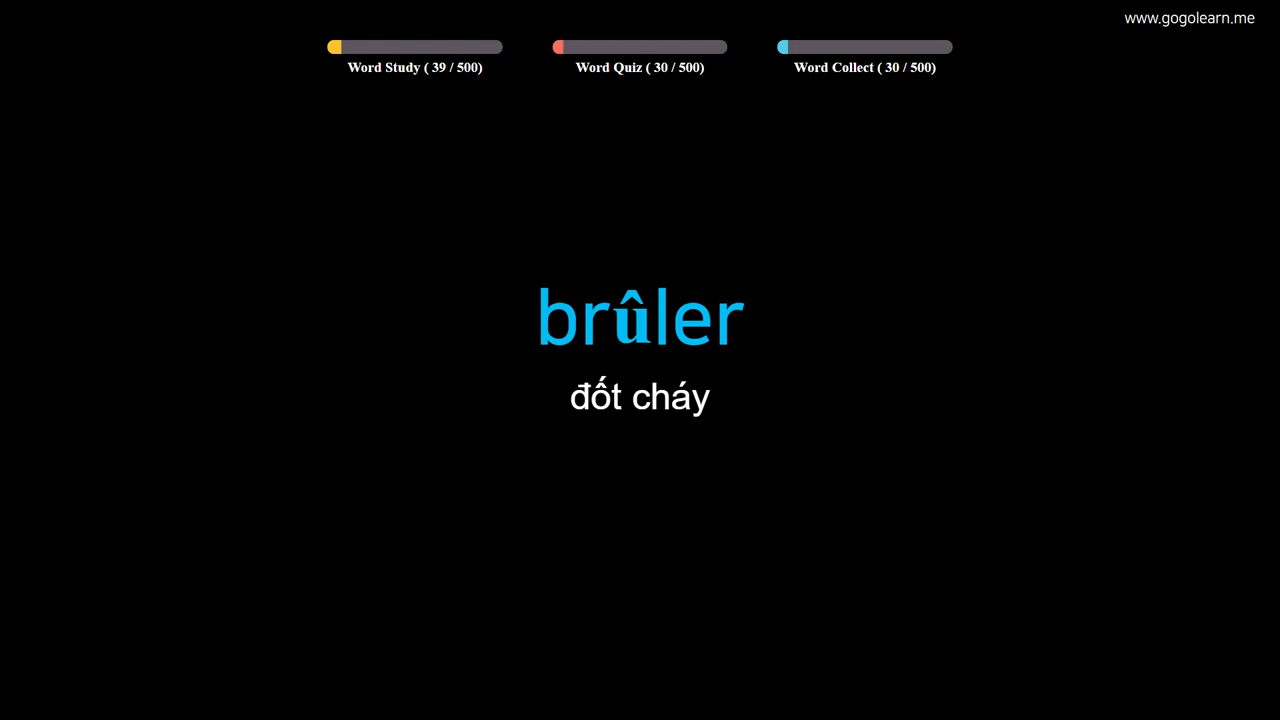 www.gogolearn.me
Word Study ( 39 / 500)
Word Quiz ( 30 / 500)
Word Collect ( 30 / 500)
brûler
đốt cháy